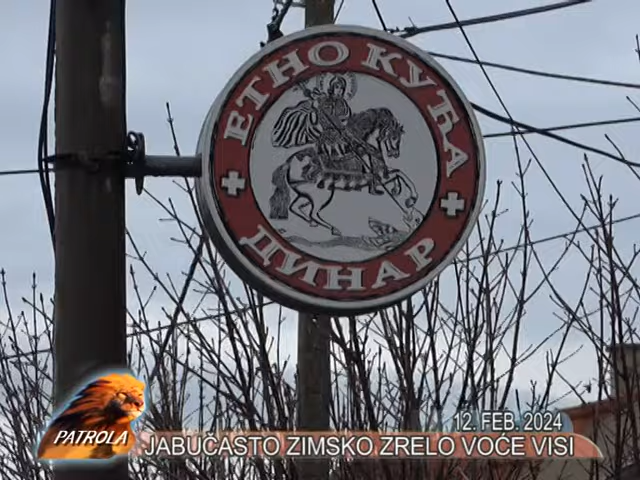 ЕТНО КУЋА
ДИНАР
12. FEB. 2024
PATROLA
JABUČASTO ZIMSKO ZRELO VOĆE VISI